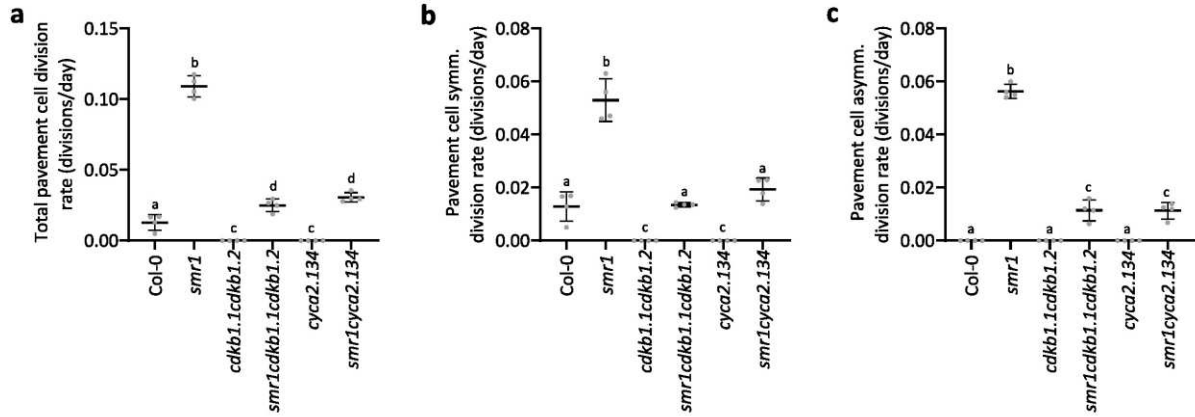 a
Total pavement cell division
rate (divisions/day)
0.15
0.10
0.05
0.00
a
b
c
d
c
d
Col-0
smr1
cdkb1.1cdkb1.2
smr1cdkb1.1cdkb1.2
cyca2.134
smr1cyca2.134
b
Pavement cell symm.
division rate (divisions/day)
0.08
0.06
0.04
0.02
0.00
a
b
c
a
c
a
Col-0
smr1
cdkb1.1cdkb1.2
smr1cdkb1.1cdkb1.2
cyca2.134
smr1cyca2.134
c
Pavement cell asymm.
division rate (divisions/day)
0.08
0.06
0.04
0.02
0.00
a
b
a
c
a
c
Col-0
smr1
cdkb1.1cdkb1.2
smr1cdkb1.1cdkb1.2
cyca2.134
smr1cyca2.134